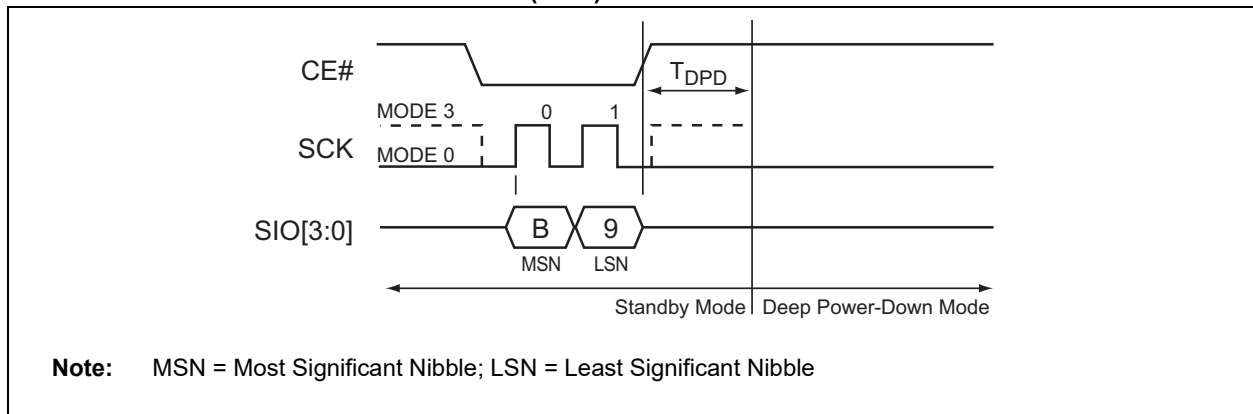 CE#
TDPD
MODE 3
0 1
SCK
MODE 0
SIO[3:0]
B 9
MSN LSN
Standby Mode Deep Power-Down Mode
Note: MSN = Most Significant Nibble; LSN = Least Significant Nibble